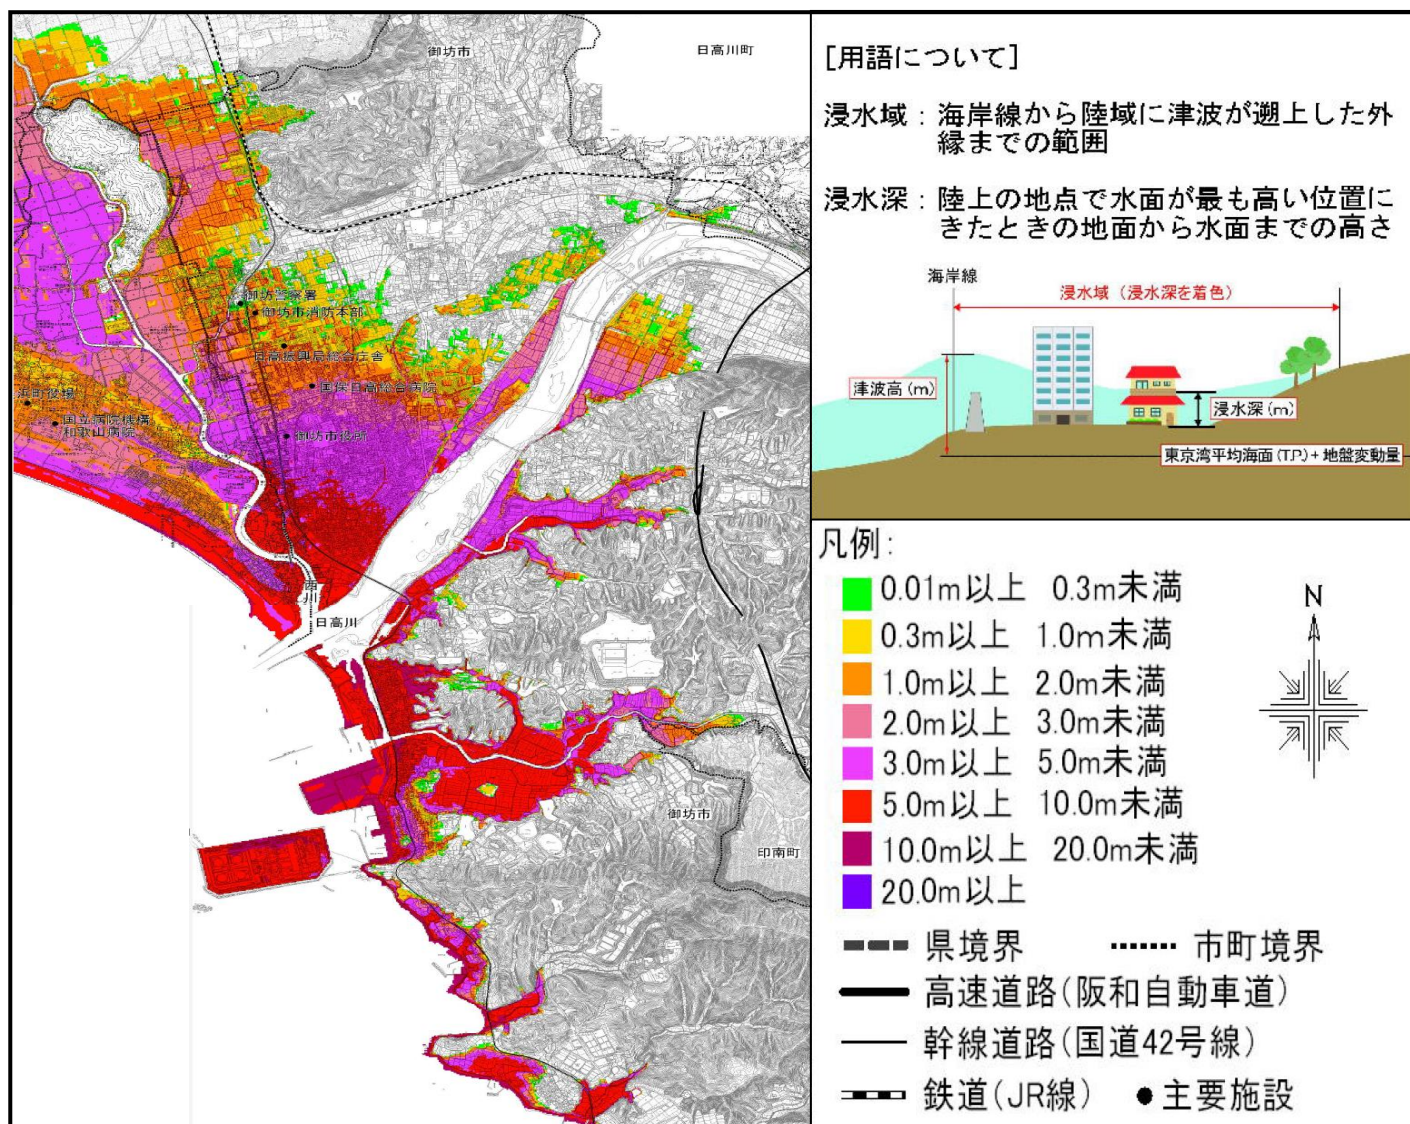 御坊市
日高川町
御坊警察署
御坊市消防本部
日高振興局総合庁舎
国保日高総合病院
浜町役場
国立病院機構
和歌山病院
御坊市役所
西川
日高川
御坊市
印南町
[用語について]
浸水域：海岸線から陸域に津波が遡上した外
縁までの範囲
浸水深：陸上の地点で水面が最も高い位置に
きたときの地面から水面までの高さ
海岸線
浸水域（浸水深を着色）
津波高(m)
浸水深(m)
東京湾平均海面(T.P.)+地盤変動量
凡例:
0.01m以上 0.3m未満
0.3m以上 1.0m未満
1.0m以上 2.0m未満
2.0m以上 3.0m未満
3.0m以上 5.0m未満
5.0m以上 10.0m未満
10.0m以上 20.0m未満
20.0m以上
N
県境界 市町境界
高速道路(阪和自動車道)
幹線道路(国道42号線)
鉄道(JR線) ●主要施設